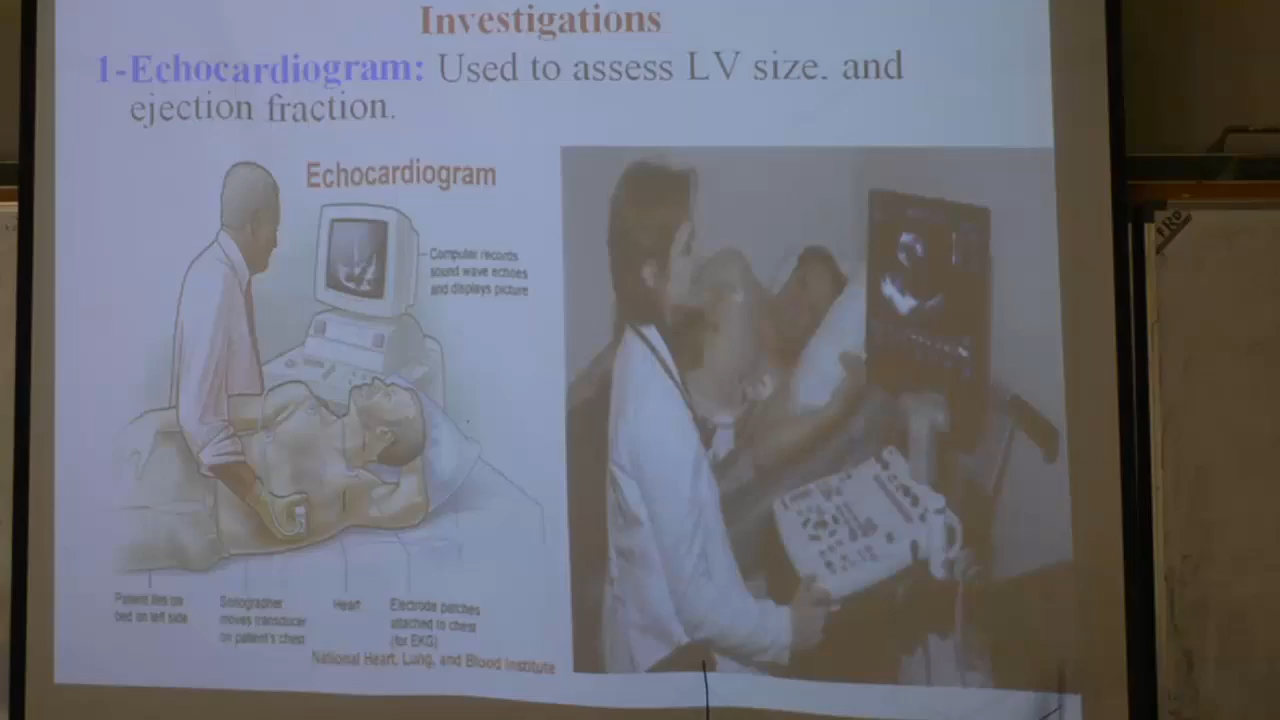 Investigations
1-Echocardiogram: Used to assess LV size. and
ejection fraction.
Echocardiogram
Computer records
sound wave echoes
and displays picture
Patient lies on
bed on left side
Sonographer
moves transducer
on patient's chest
Heart
Electrode patches
attached to chest
(for EKG)
National Heart, Lung, and Blood Institute